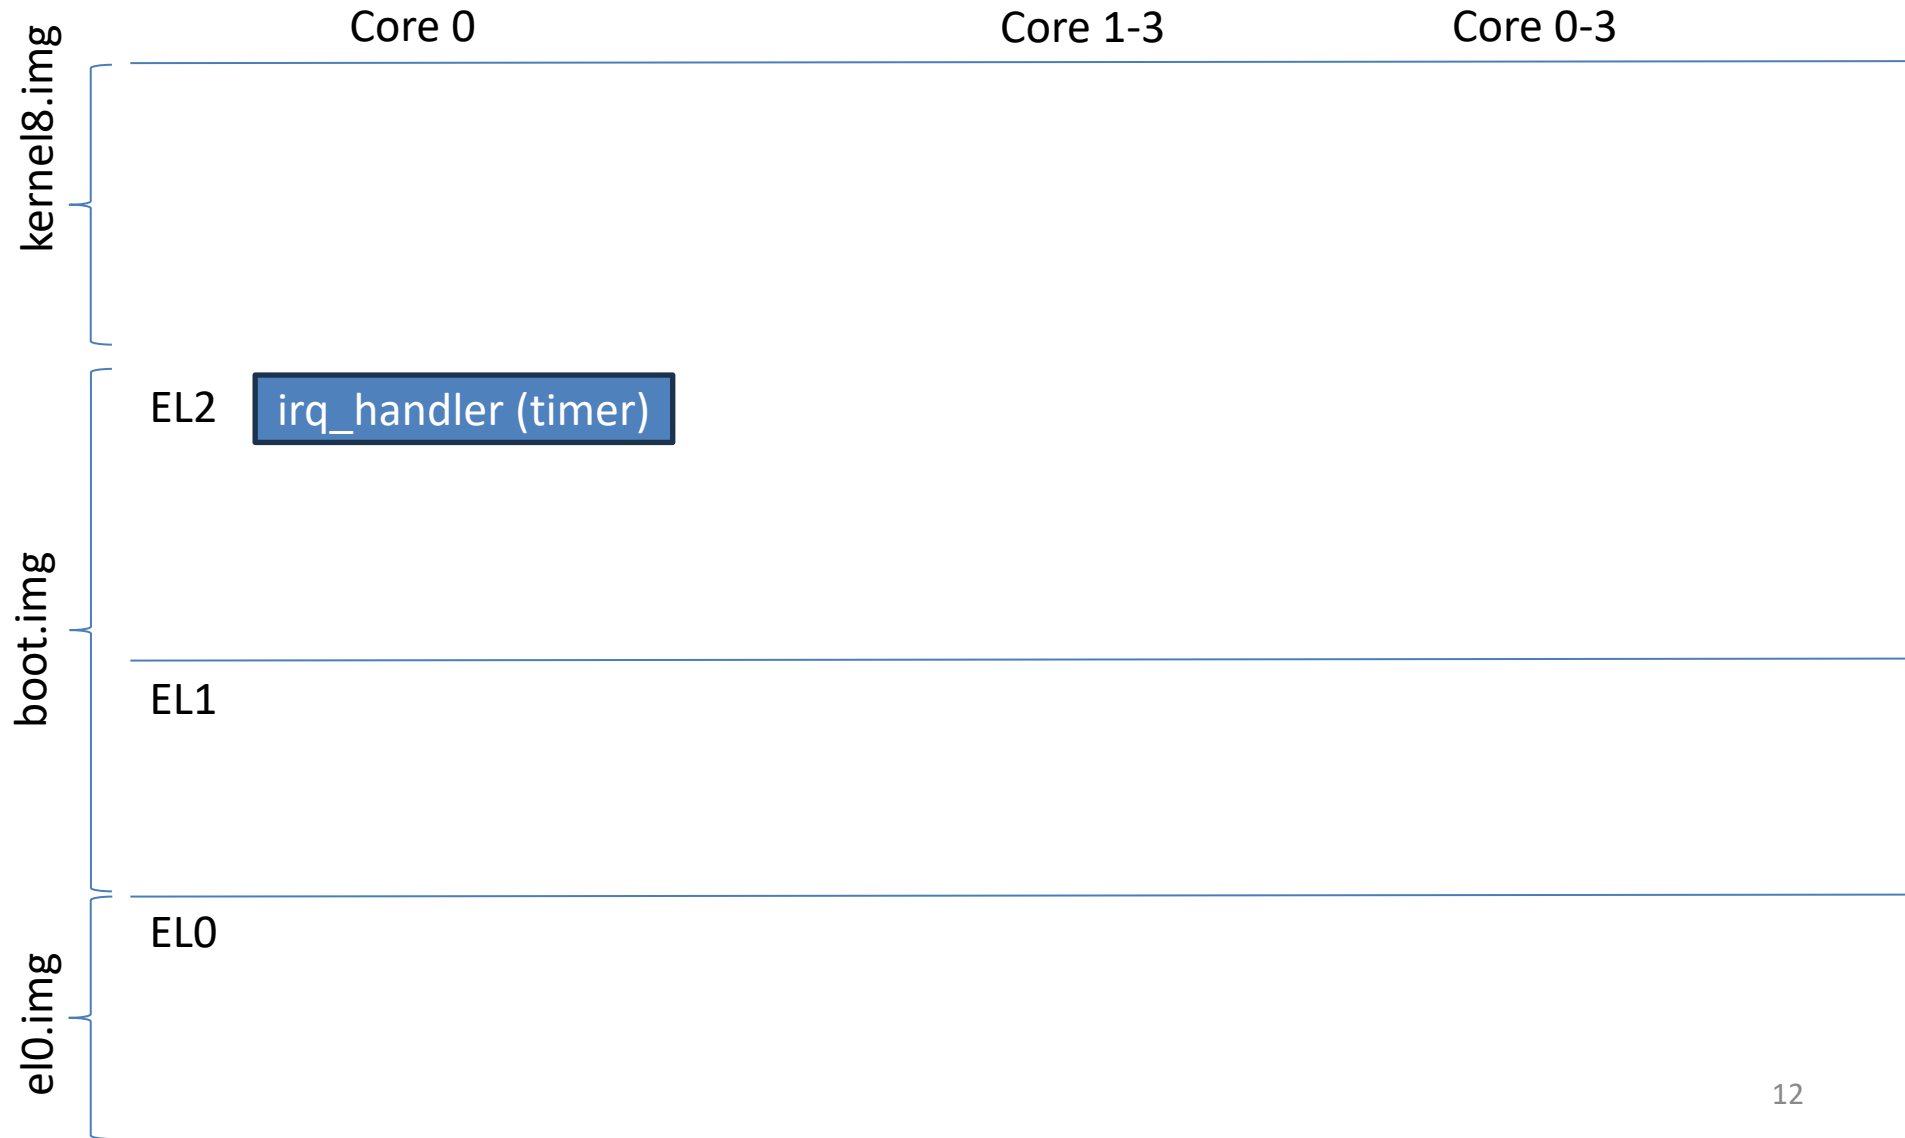 Core 0
Core 1-3
Core 0-3
kernel8.img
boot.img
EL2
irq_handler (timer)
EL1
el0.img
EL0
12